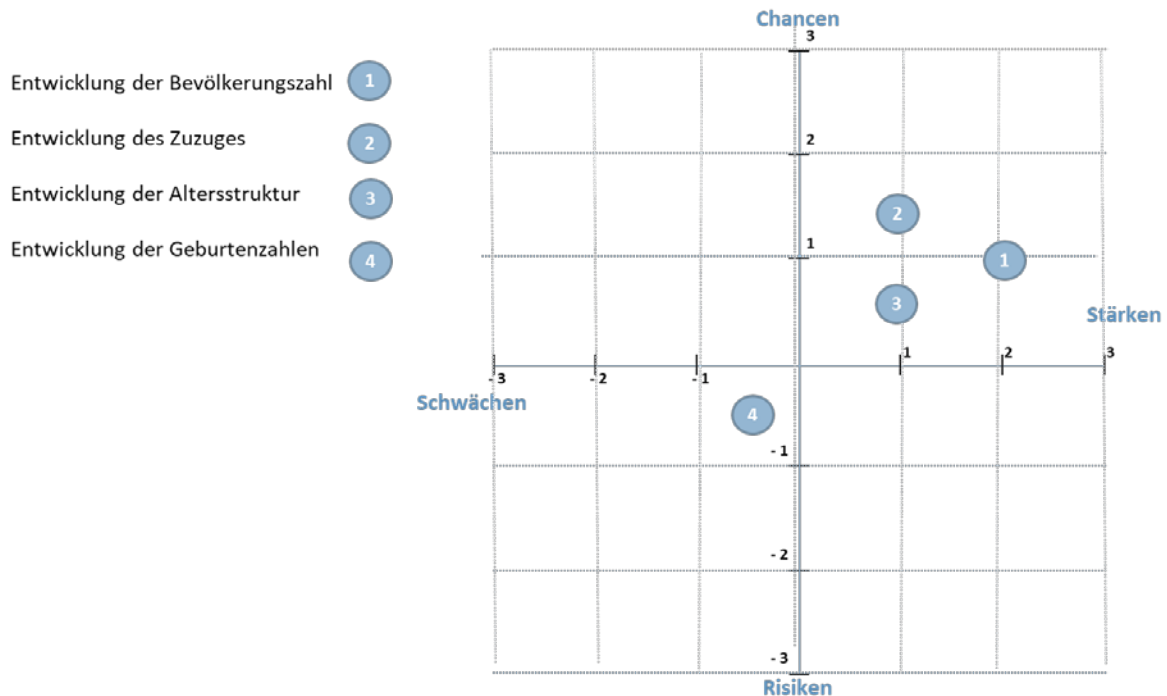 Chancen
3
Entwicklung der Bevölkerungszahl 1
Entwicklung des Zuzuges 2
Entwicklung der Altersstruktur 3
Entwicklung der Geburtenzahlen 4
2
2
1
1
3
Stärken
1
2
3
- 3
- 2
- 1
Schwächen
4
- 1
- 2
- 3
Risiken